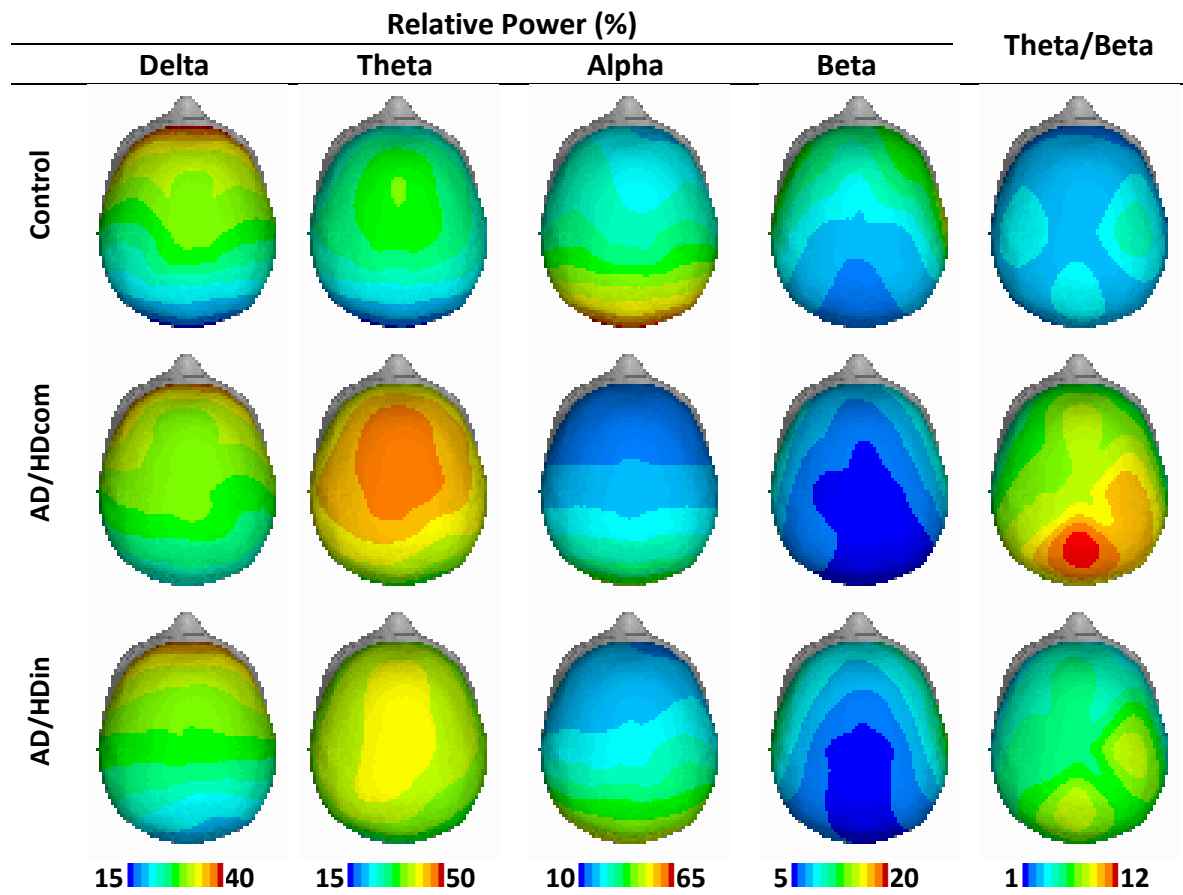 Relative Power (%)
Theta/Beta
Delta Theta Alpha Beta
Control
AD/HDcom
AD/HDin
15 40 15 50 10 65 5 20 1 12